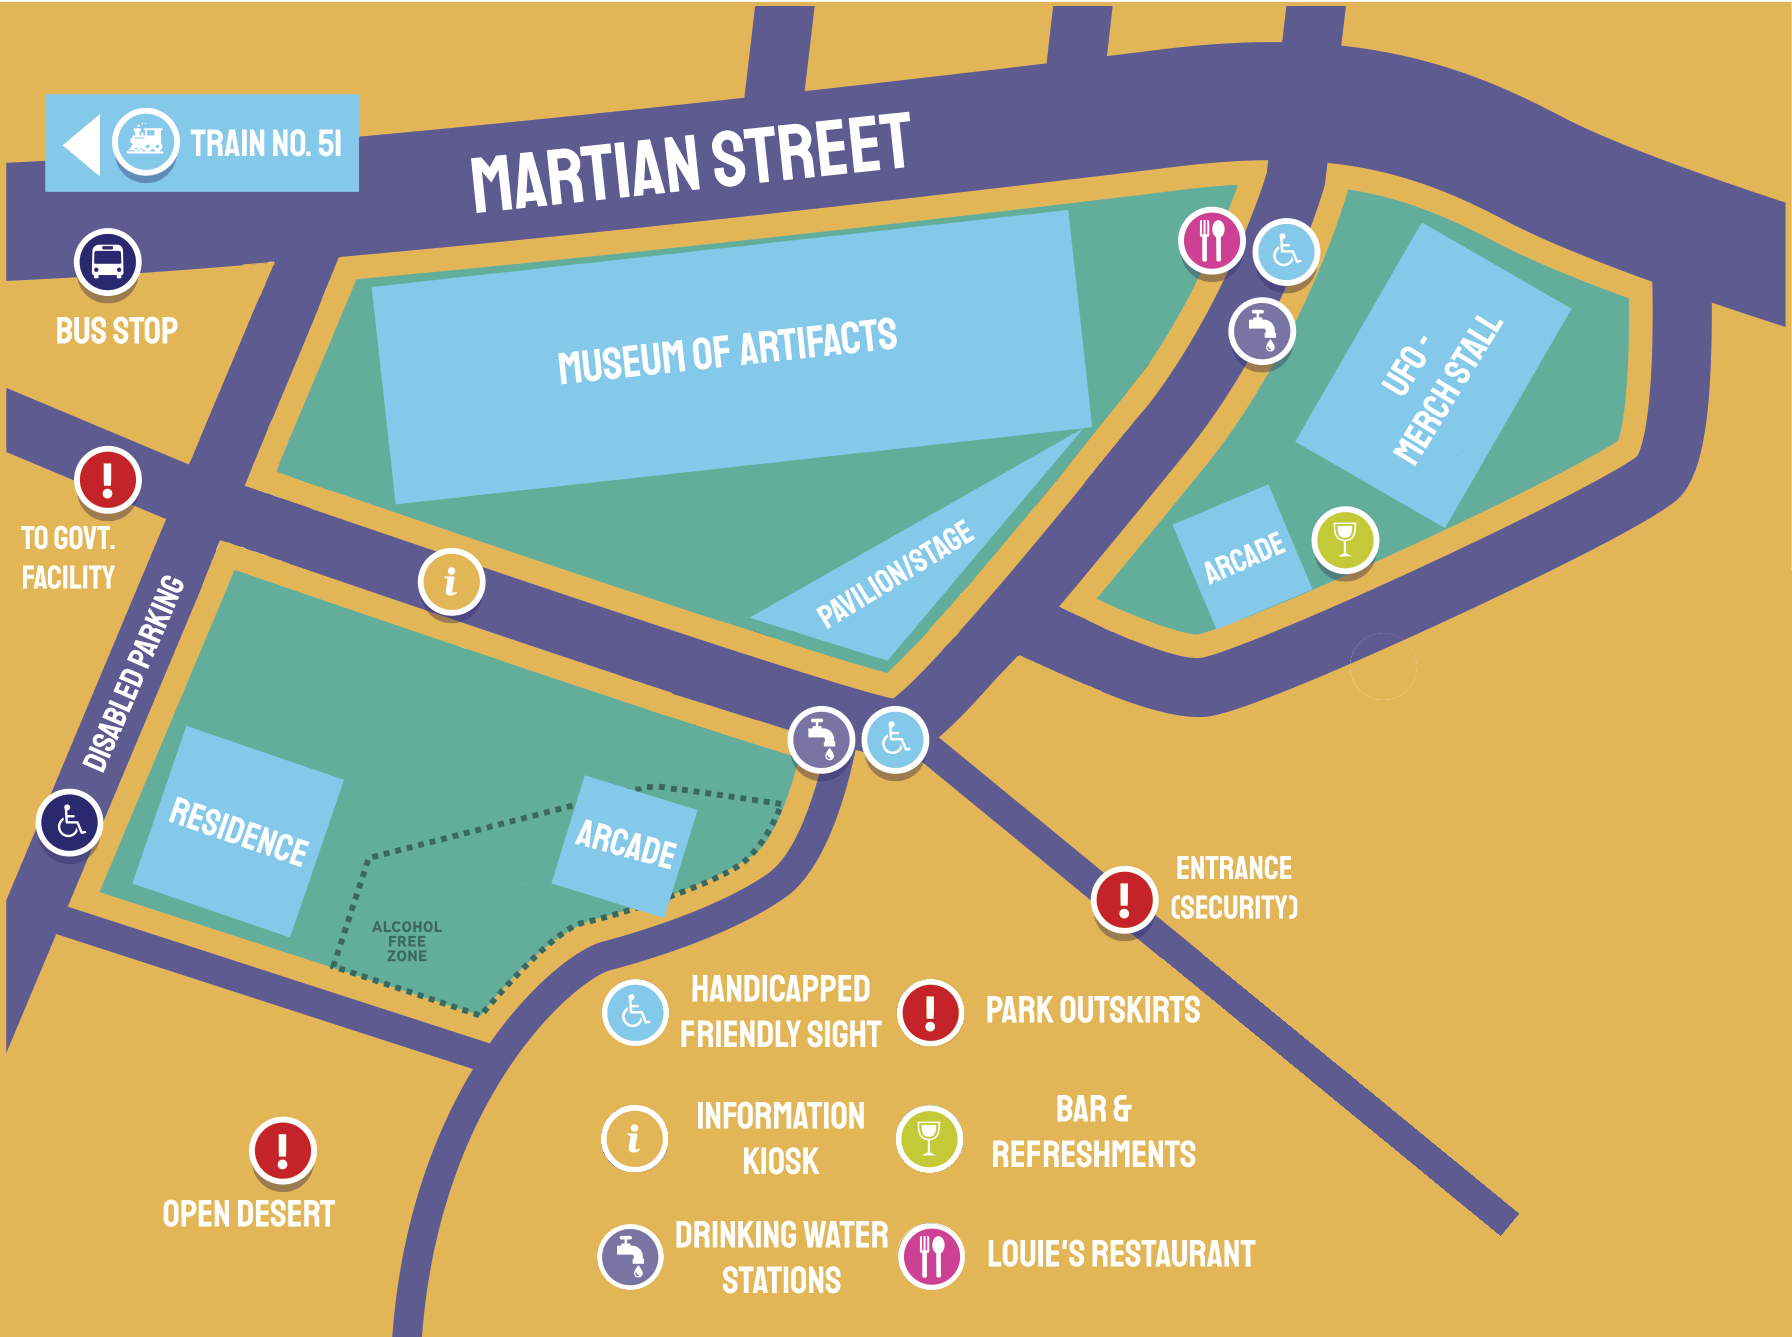 TRAIN NO. 51
MARTIAN STREET
BUS STOP
MUSEUM OF ARTIFACTS
UFO -
MERCH STALL
TO GOVT.
FACILITY
PAVILION/STAGE
ARCADE
DISABLED PARKING
RESIDENCE
ARCADE
ALCOHOL
FREE
ZONE
ENTRANCE
(SECURITY)
OPEN DESERT
HANDICAPPED
FRIENDLY SIGHT
PARK OUTSKIRTS
INFORMATION
KIOSK
BAR &
REFRESHMENTS
DRINKING WATER
STATIONS
LOUIE'S RESTAURANT